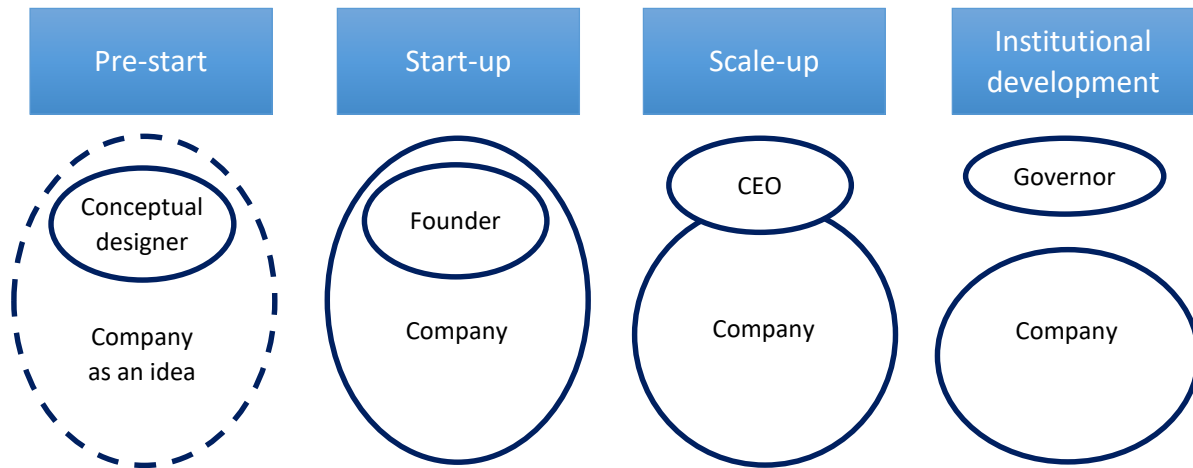 Pre-start
Start-up
Scale-up
Institutional
development
Conceptual
designer
Company
as an idea
Founder
Company
CEO
Company
Governor
Company